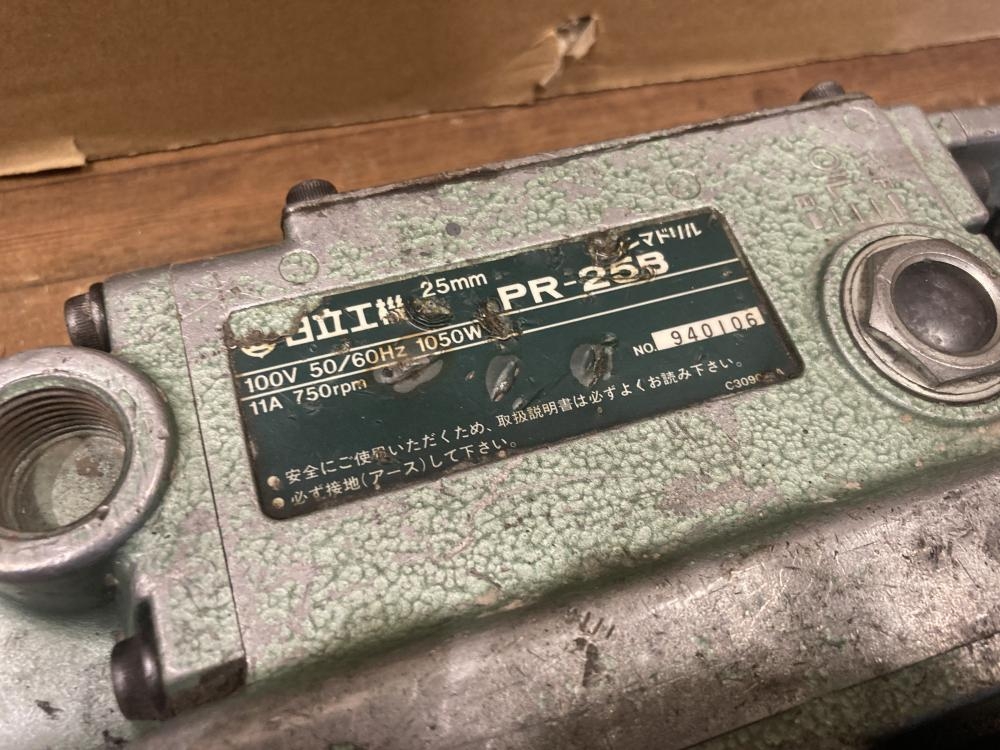 OIL
日立工機 25mm PR-25B
マドリル
100V 50/60Hz 1050W
11A 750rpm
NO. 940106
安全にご使用いただくため、取扱説明書は必ずよくお読み下さい。
必ず接地(アース)して下さい。